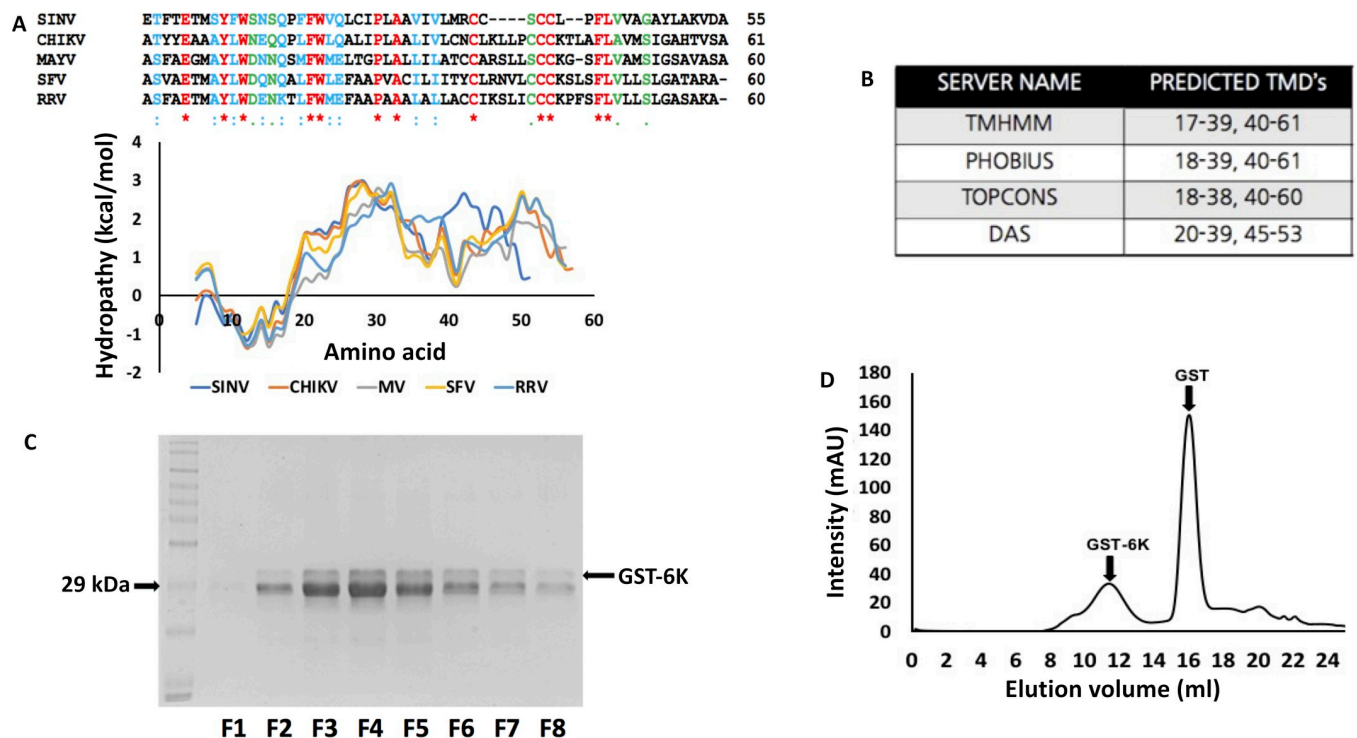 A
SINV ETFTETMSYFWSNSQPFFWVQLCIPLAAVIVLMRCC----SCCL--PFLVVAGAYLAKVDA 55
CHIKV ATYYEAAAYLWNEQQPLFWLQALIPLAALIVLCNCLKLLPCCCKTLAFLAVMSIGAHTVSA 61
MAYV ASFAEGMAYLWDNNQSMFWMELTGPLALLILATCCARSLLSCCKG-SFLVAMSIGSAVASA 60
SFV ASVAETMAYLWDQNQALFWLEFAAPVACILIITYCLRNVLCCCKSLSFLVLLSLGATARA- 60
RRV ASFAETMAYLWDENKTLFWMEFAAPAAALALLACCIKSLICCCKPFSFLVLLSLGASAKA- 60
Hydropathy (kcal/mol)
4
3
2
1
0
-1
-2
0 10 20 30 40 50 60
Amino acid
SINV CHIKV MV SFV RRV
B
SERVER NAME PREDICTED TMD's
TMHMM 17-39, 40-61
PHOBIUS 18-39, 40-61
TOPCONS 18-38, 40-60
DAS 20-39, 45-53
C
29 kDa
GST-6K
F1 F2 F3 F4 F5 F6 F7 F8
D
Intensity (mAU)
180
160
140
120
100
80
60
40
20
0
GST
GST-6K
0 2 4 6 8 10 12 14 16 18 20 22 24
Elution volume (ml)